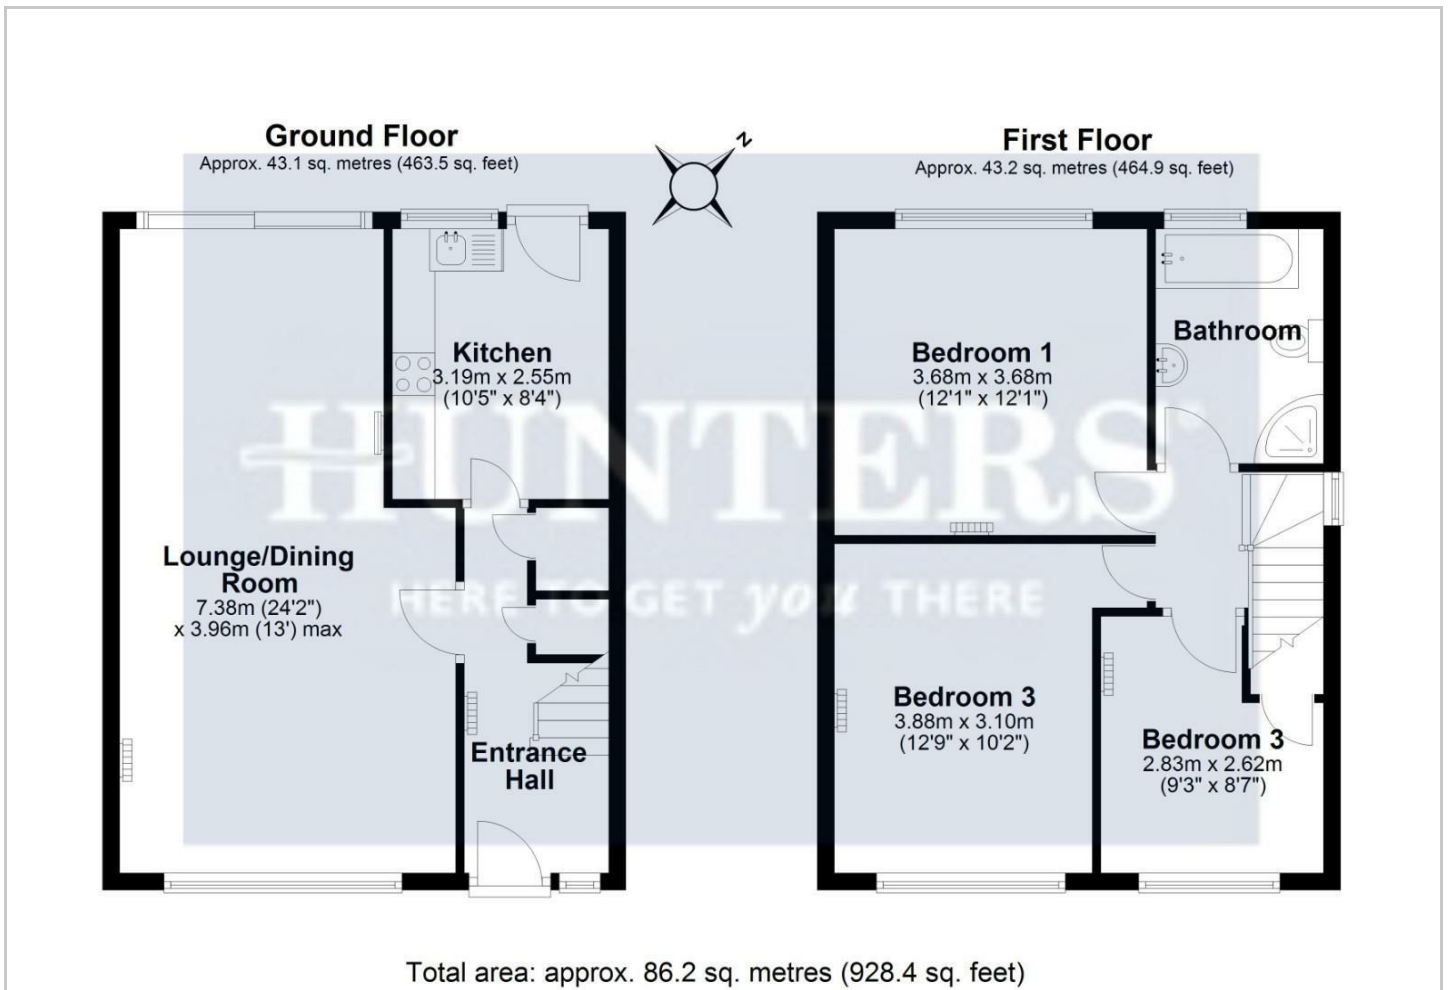 Ground Floor
Approx. 43.1 sq. metres (463.5 sq. feet)
N
First Floor
Approx. 43.2 sq. metres (464.9 sq. feet)
Kitchen
3.19m x 2.55m
(10'5" x 8'4")
Lounge/Dining
Room
7.38m (24'2")
x 3.96m (13') max
Entrance
Hall
Bedroom 1
3.68m x 3.68m
(12'1" x 12'1")
Bathroom
Bedroom 3
3.88m x 3.10m
(12'9" x 10'2")
Bedroom 3
2.83m x 2.62m
(9'3" x 8'7")
HUNTERS
HERE TO GET you THERE
Total area: approx. 86.2 sq. metres (928.4 sq. feet)